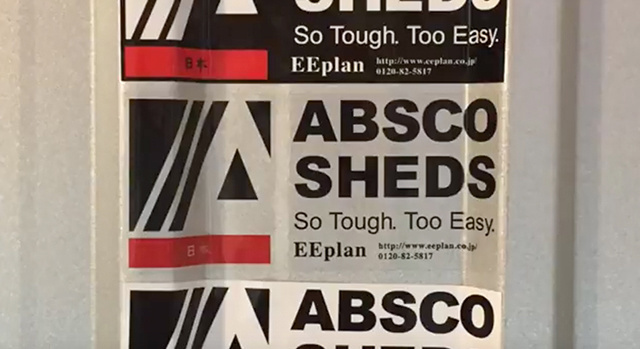 SHEDS
So Tough. Too Easy.
日本
EEplan
http://www.eeplan.co.jp/
0120-82-5817
ABSCO
SHEDS
So Tough. Too Easy.
日本
EEplan
http://www.eeplan.co.jp/
0120-82-5817
ABSCO
SHEDS